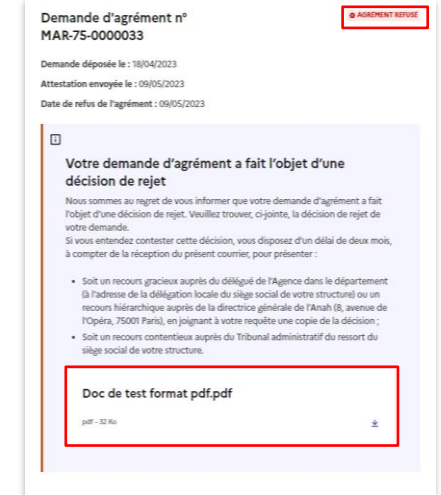 Demande d'agrément n°
MAR-75-0000033
AGRÉMENT REFUSÉ
Demande déposée le : 18/04/2023
Attestation envoyée le : 09/05/2023
Date de refus de l'agrément : 09/05/2023
Votre demande d'agrément a fait l'objet d'une
décision de rejet
Nous sommes au regret de vous informer que votre demande d'agrément a fait
l'objet d'une décision de rejet. Veuillez trouver, ci-jointe, la décision de rejet de
votre demande.
Si vous entendez contester cette décision, vous disposez d'un délai de deux mois,
à compter de la réception du présent courrier, pour présenter :
• Soit un recours gracieux auprès du délégué de l'Agence dans le département
(à l'adresse de la délégation locale du siège social de votre structure) ou un
recours hiérarchique auprès de la directrice générale de l'Anah (8, avenue de
l'Opéra, 75001 Paris), en joignant à votre requête une copie de la décision ;
• Soit un recours contentieux auprès du Tribunal administratif du ressort du
siège social de votre structure.
Doc de test format pdf.pdf
pdf – 32 Ko